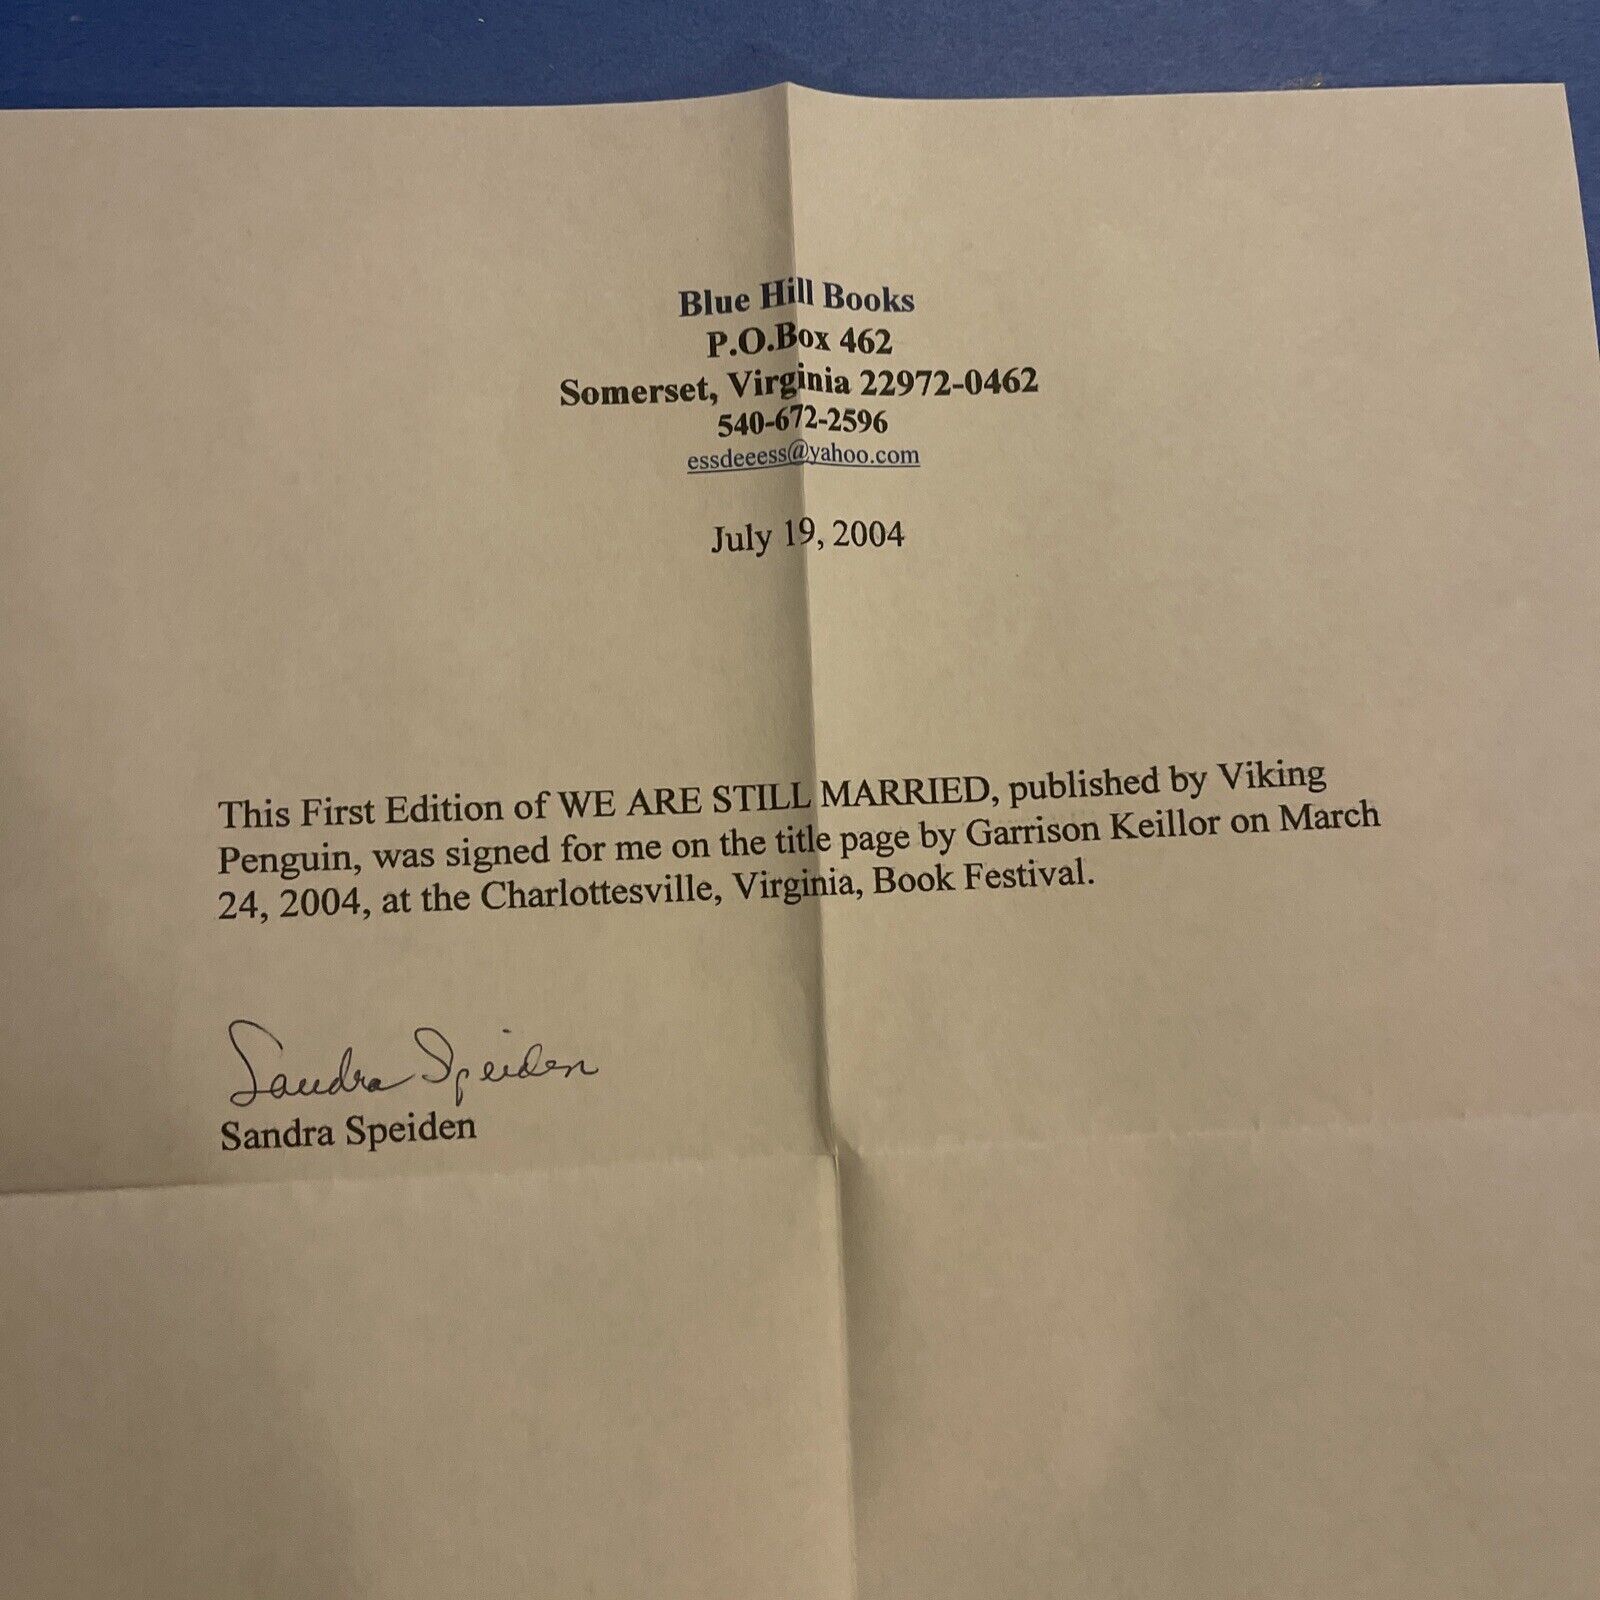 Blue Hill Books
P.O.Box 462
Somerset, Virginia 22972-0462
540-672-2596
essdeeess@yahoo.com
July 19, 2004
This First Edition of WE ARE STILL MARRIED, published by Viking
Penguin, was signed for me on the title page by Garrison Keillor on March
24, 2004, at the Charlottesville, Virginia, Book Festival.
Sandra Speiden
Sandra Speiden